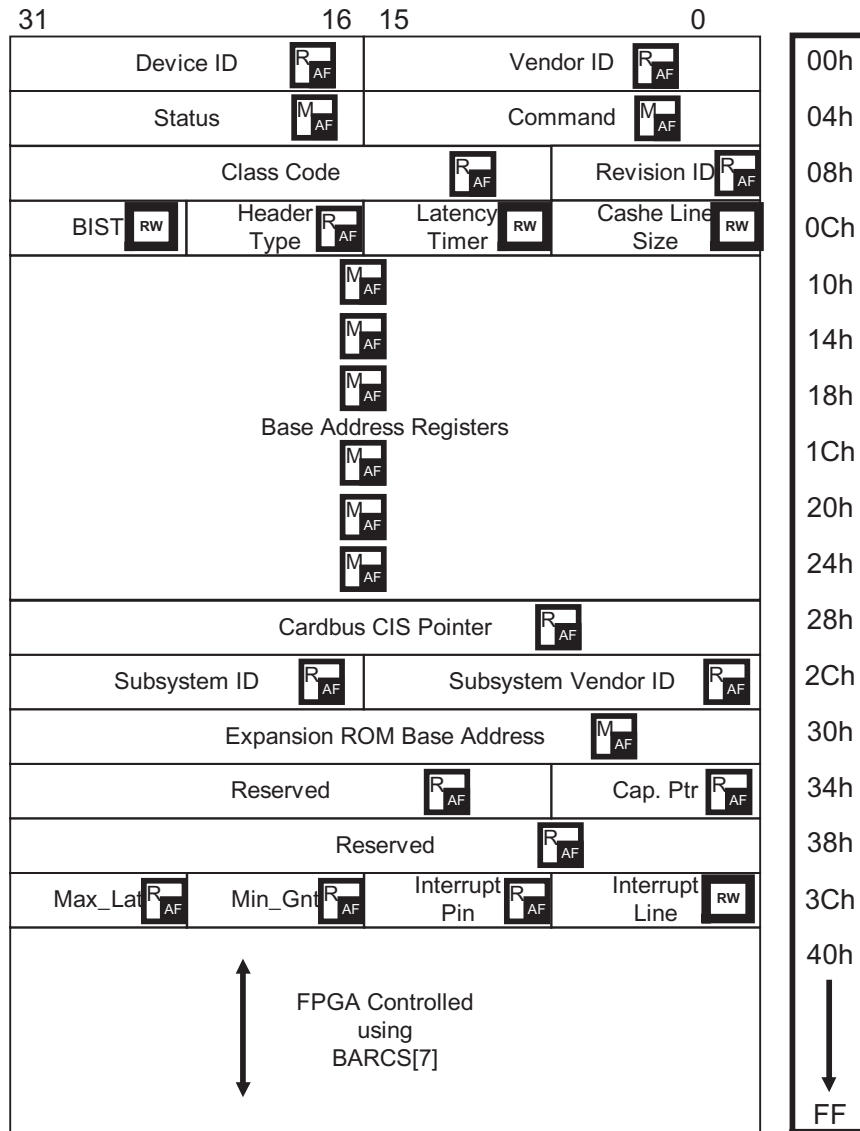 31 16 15 0
Device ID R AF Vendor ID R AF 00h
Status M AF Command M AF 04h
Class Code R AF Revision ID R AF 08h
BIST RW Header Type R AF Latency Timer RW Cashe Line Size RW 0Ch
M AF 10h
M AF 14h
M AF 18h
Base Address Registers
M AF 1Ch
M AF 20h
M AF 24h
Cardbus CIS Pointer R AF 28h
Subsystem ID R AF Subsystem Vendor ID R AF 2Ch
Expansion ROM Base Address M AF 30h
Reserved R AF Cap. Ptr R AF 34h
Reserved R AF 38h
Max_Lat R AF Min_Gnt R AF Interrupt Pin R AF Interrupt Line RW 3Ch
40h
FPGA Controlled
using
BARCS[7]
FF